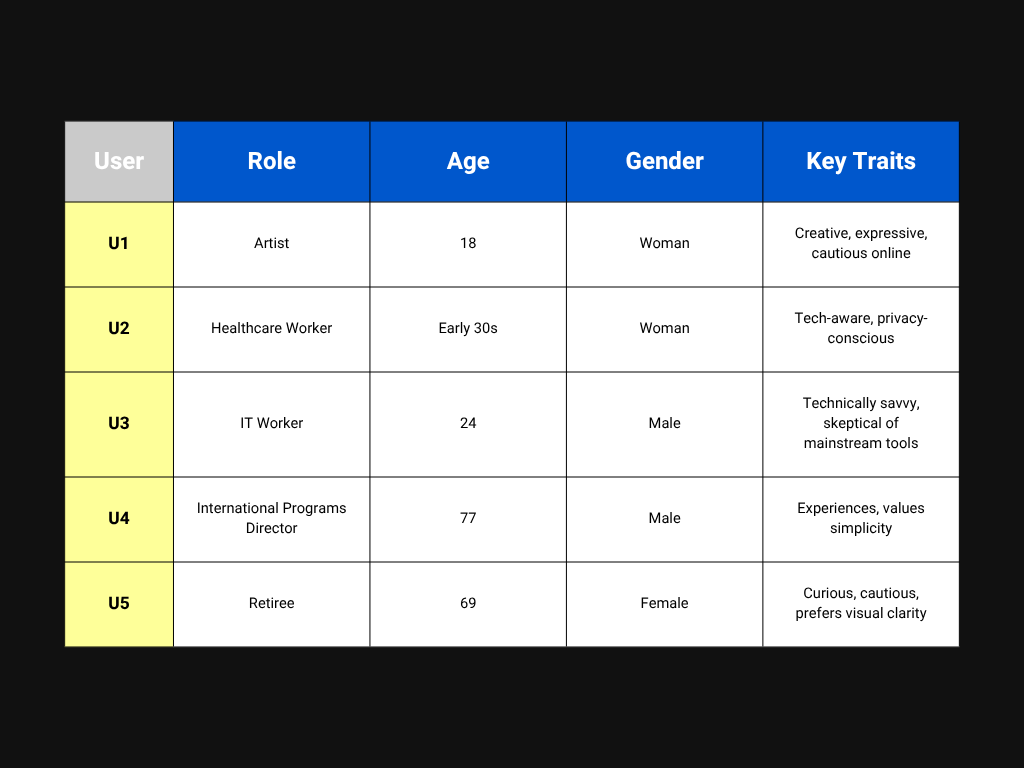 User Role Age Gender Key Traits
U1 Artist 18 Woman Creative, expressive,
cautious online
U2 Healthcare Worker Early 30s Woman Tech-aware, privacy-
conscious
U3 IT Worker 24 Male Technically savvy,
skeptical of
mainstream tools
U4 International Programs
Director 77 Male Experiences, values
simplicity
U5 Retiree 69 Female Curious, cautious,
prefers visual clarity